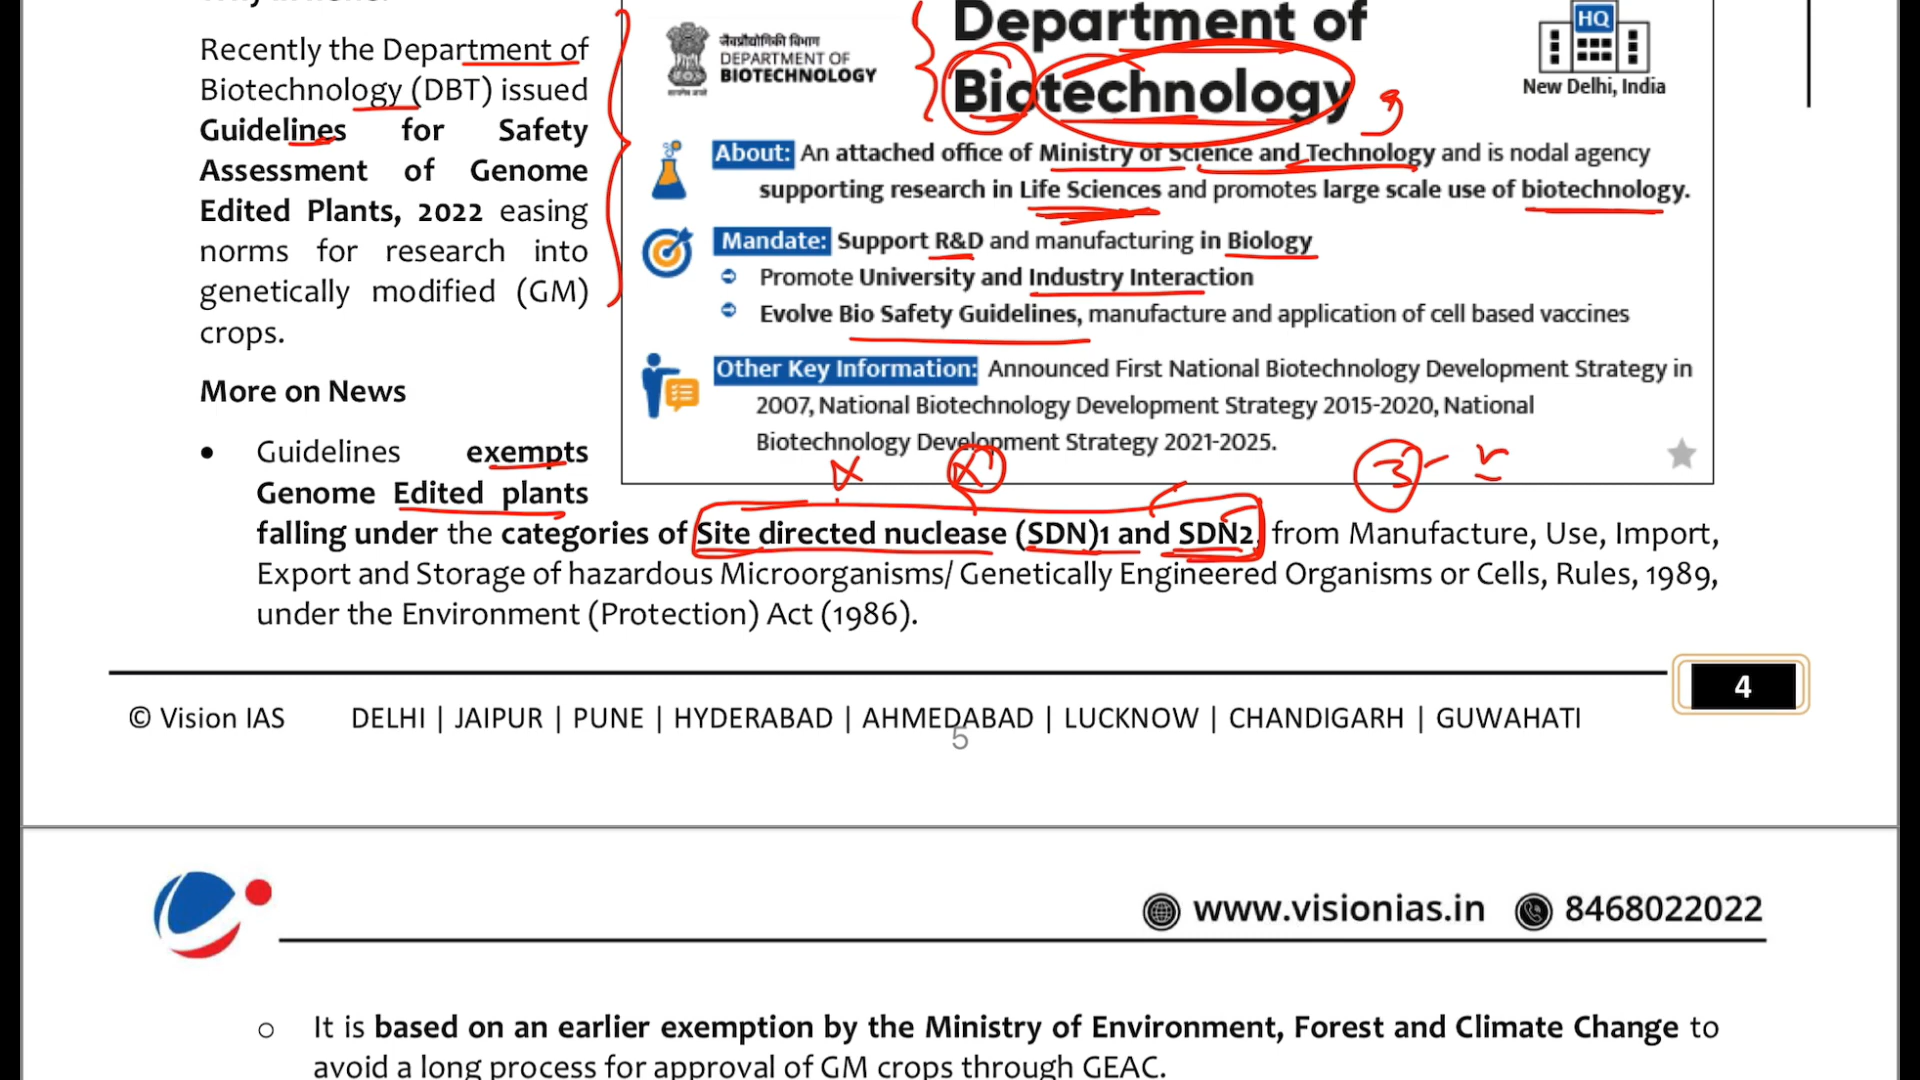 Recently the Department of
Biotechnology (DBT) issued
Guidelines for Safety
Assessment of Genome
Edited Plants, 2022 easing
norms for research into
genetically modified (GM)
crops.
जैवप्रौद्योगिकी विभाग
DEPARTMENT OF
BIOTECHNOLOGY
Department of
Biotechnology
HQ
New Delhi, India
About: An attached office of Ministry of Science and Technology and is nodal agency
supporting research in Life Sciences and promotes large scale use of biotechnology.
Mandate: Support R&D and manufacturing in Biology
Promote University and Industry Interaction
Evolve Bio Safety Guidelines, manufacture and application of cell based vaccines
Other Key Information: Announced First National Biotechnology Development Strategy in
2007, National Biotechnology Development Strategy 2015-2020, National
Biotechnology Development Strategy 2021-2025.
More on News
• Guidelines exempts
Genome Edited plants
3
falling under the categories of Site directed nuclease (SDN)1 and SDN2, from Manufacture, Use, Import,
Export and Storage of hazardous Microorganisms/ Genetically Engineered Organisms or Cells, Rules, 1989,
under the Environment (Protection) Act (1986).
4
© Vision IAS DELHI | JAIPUR | PUNE | HYDERABAD | AHMEDABAD | LUCKNOW | CHANDIGARH | GUWAHATI
5
www.visionias.in 8468022022
o It is based on an earlier exemption by the Ministry of Environment, Forest and Climate Change to
avoid a long process for approval of GM crops through GEAC.